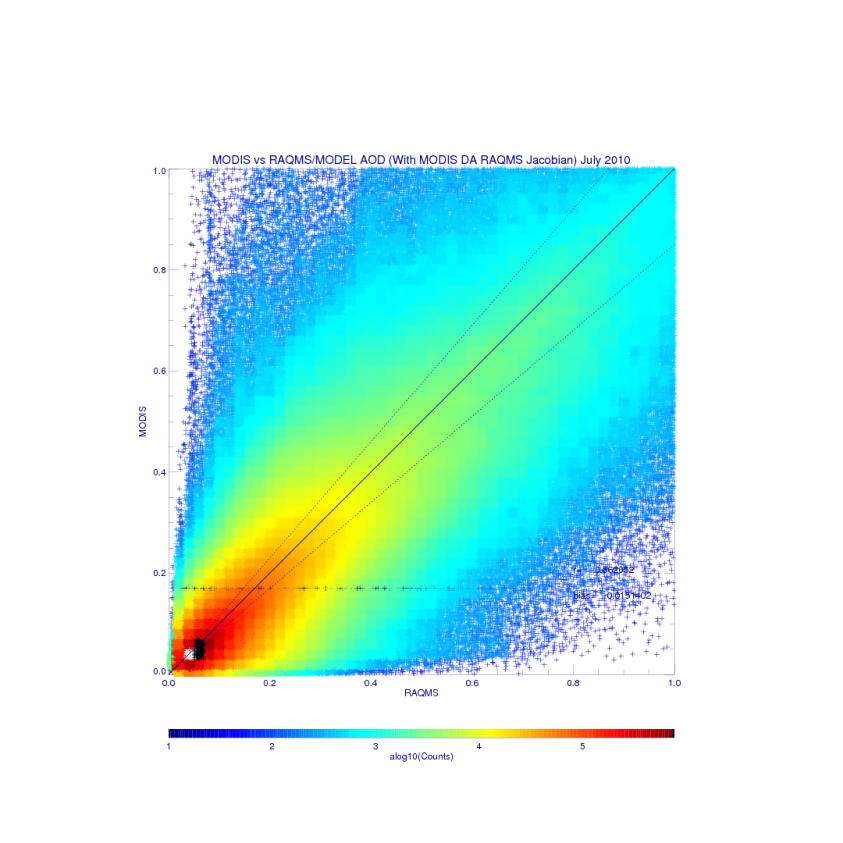 MODIS vs RAQMS/MODEL AOD (With MODIS DA RAQMS Jacobian) July 2010
1.0
0.8
0.6
MODIS
0.4
0.2
r=
bias=
0.0
0.0 0.2 0.4 0.6 0.8 1.0
RAQMS
1 2 3 4 5
alog10(Counts)